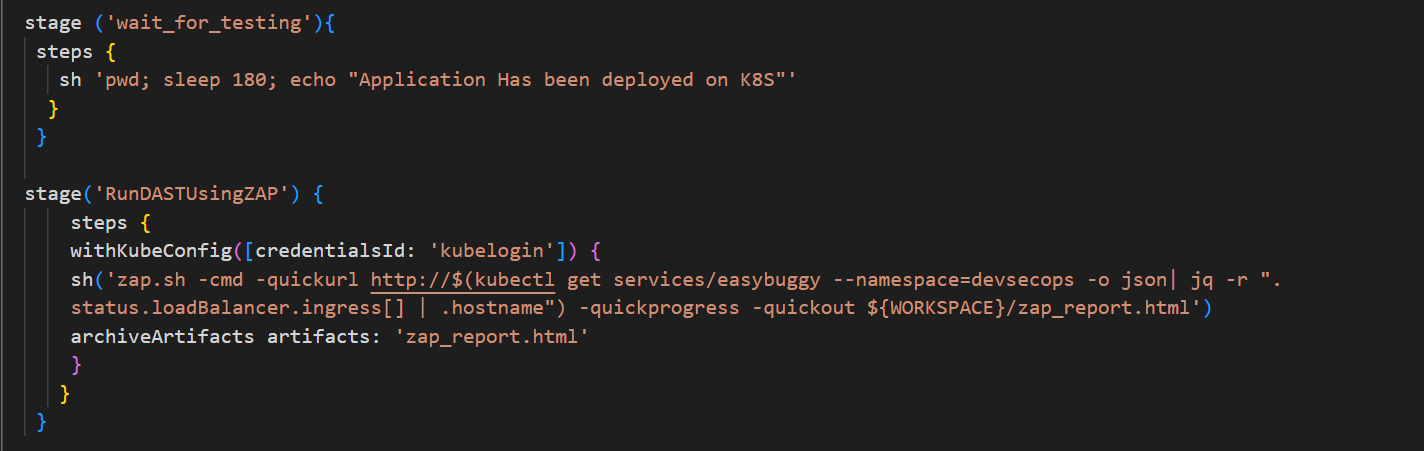 stage ('wait_for_testing'){
steps {
sh 'pwd; sleep 180; echo "Application Has been deployed on K8S"'
}
}
stage('RunDASTUsingZAP') {
steps {
withKubeConfig([credentialsId: 'kubelogin']) {
sh('zap.sh -cmd -quickurl http://$(kubectl get services/easybuggy --namespace=devsecops -o json| jq -r ".
status.loadBalancer.ingress[] | .hostname") -quickprogress -quickout ${WORKSPACE}/zap_report.html')
archiveArtifacts artifacts: 'zap_report.html'
}
}
}